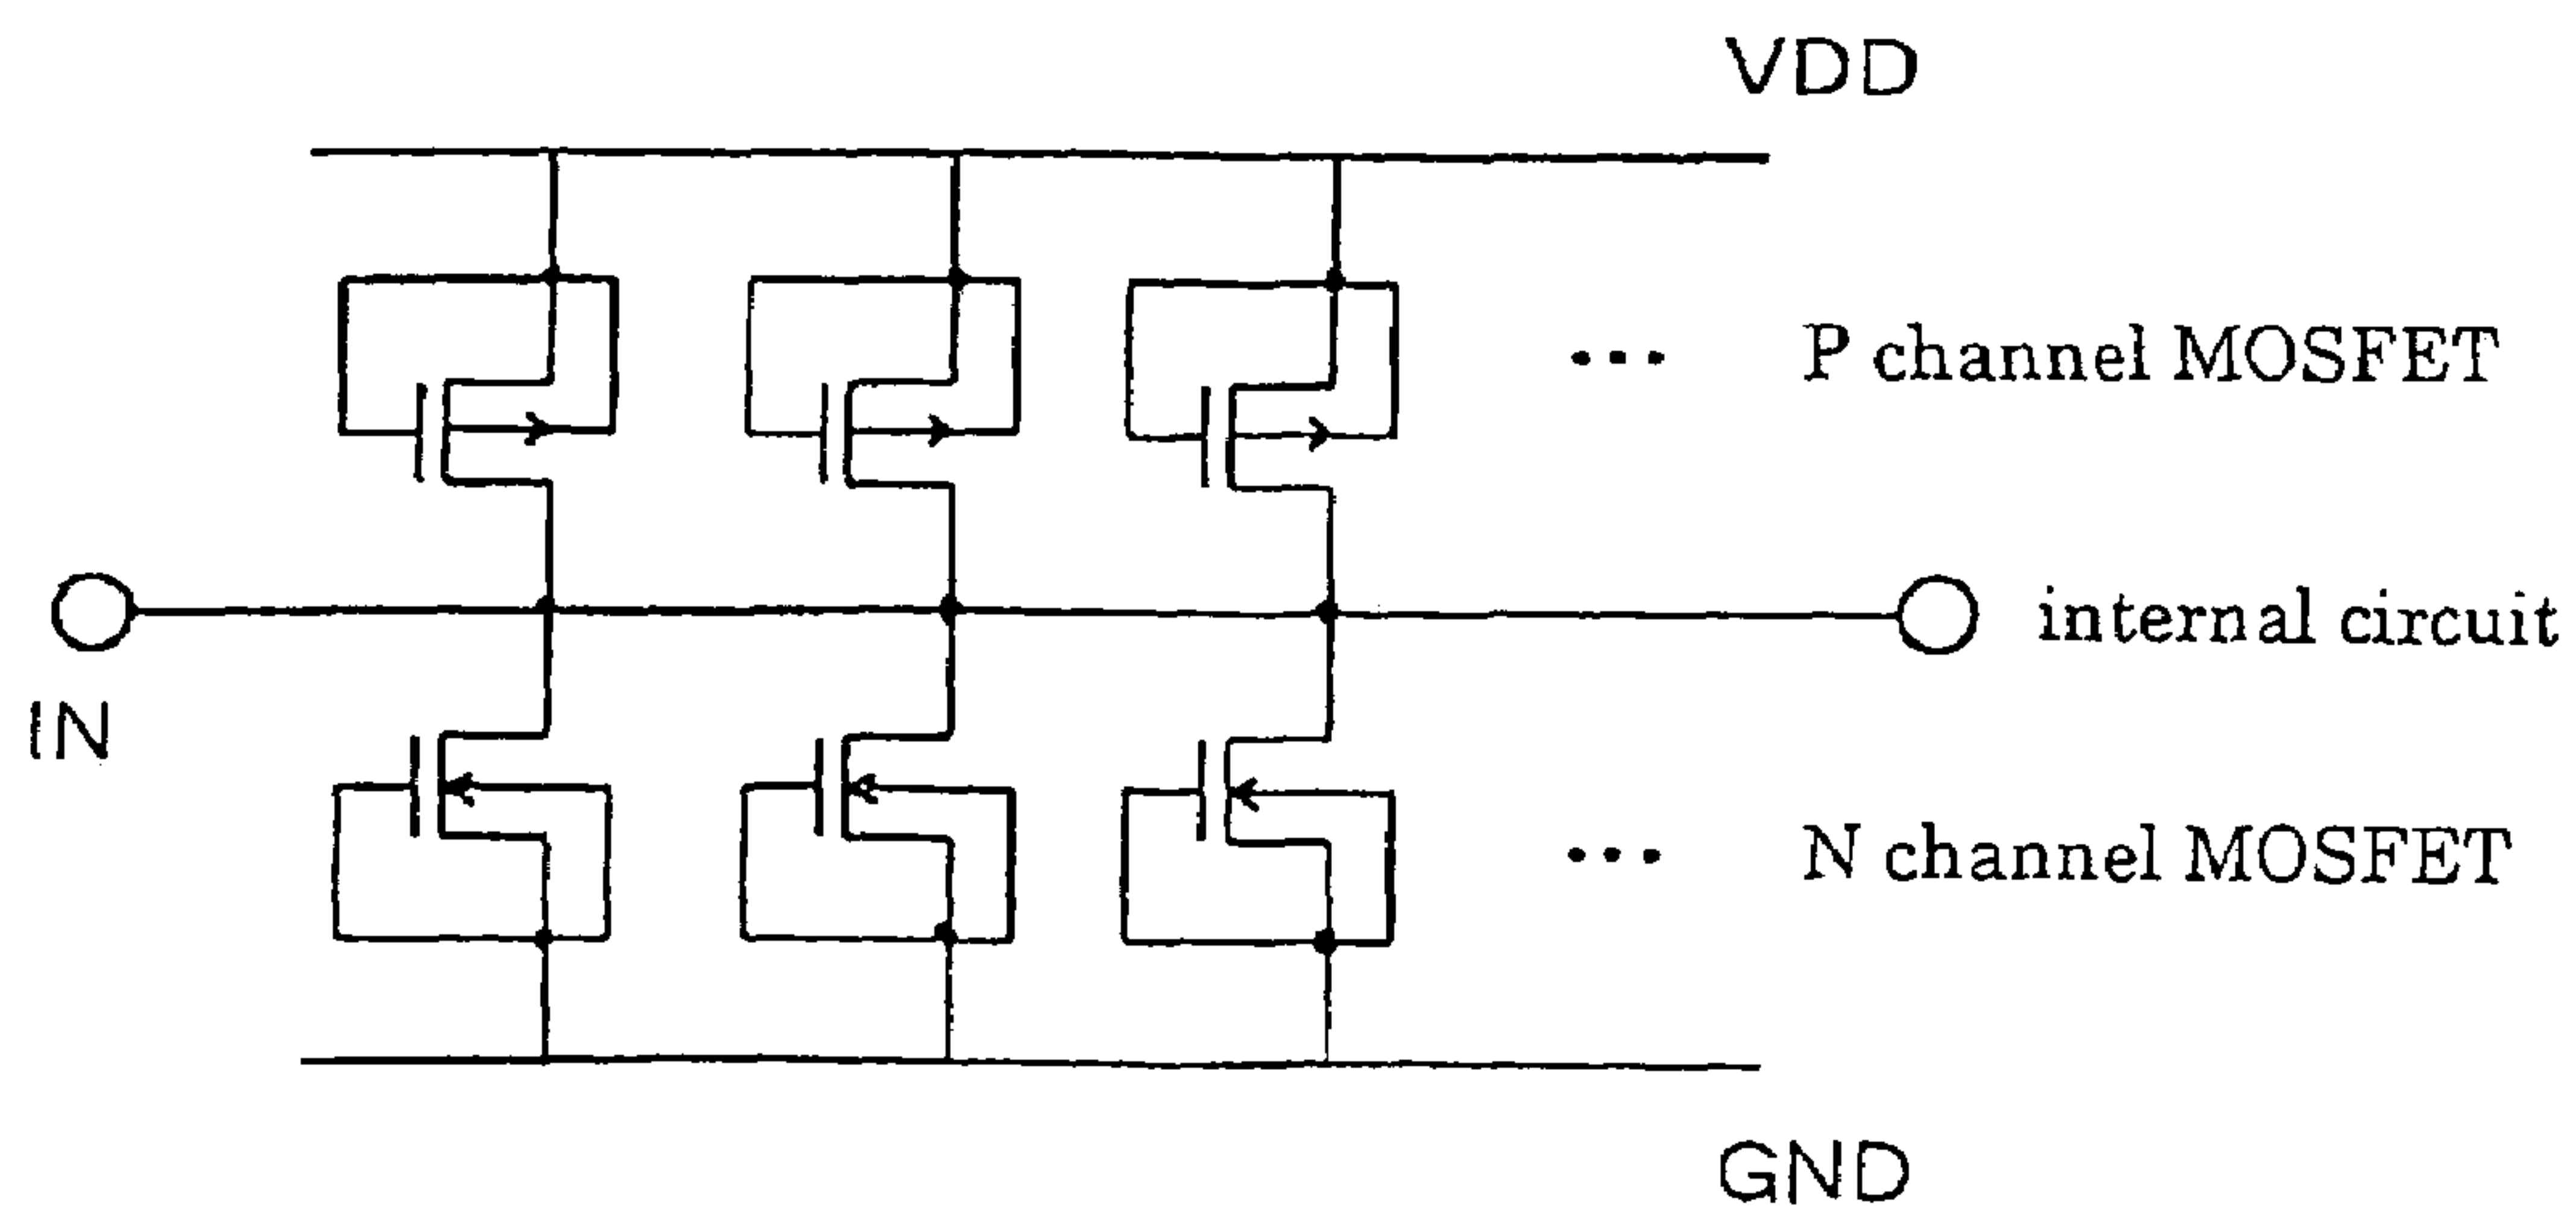 VDD
... P channel MOSFET
internal circuit
IN
... N channel MOSFET
GND